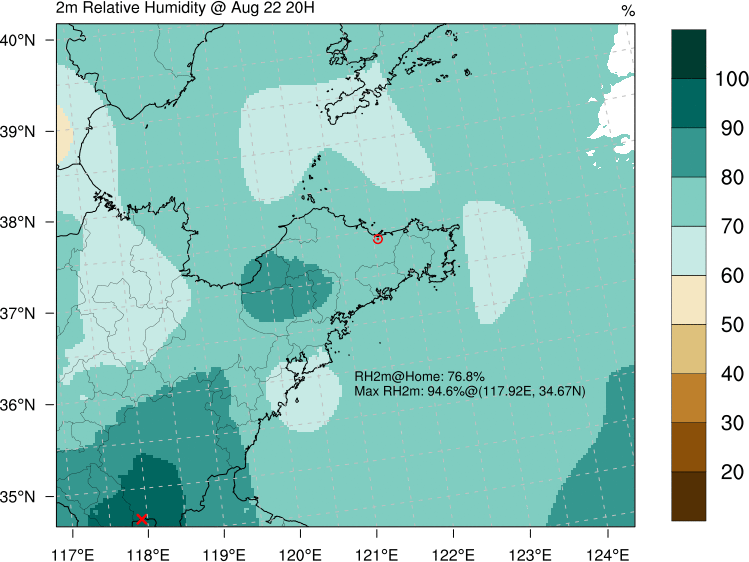 2m Relative Humidity @ Aug 22 20H
%
40°N
39°N
38°N
37°N
36°N
35°N
RH2m@Home: 76.8%
Max RH2m: 94.6%@(117.92E, 34.67N)
117°E 118°E 119°E 120°E 121°E 122°E 123°E 124°E
100
90
80
70
60
50
40
30
20